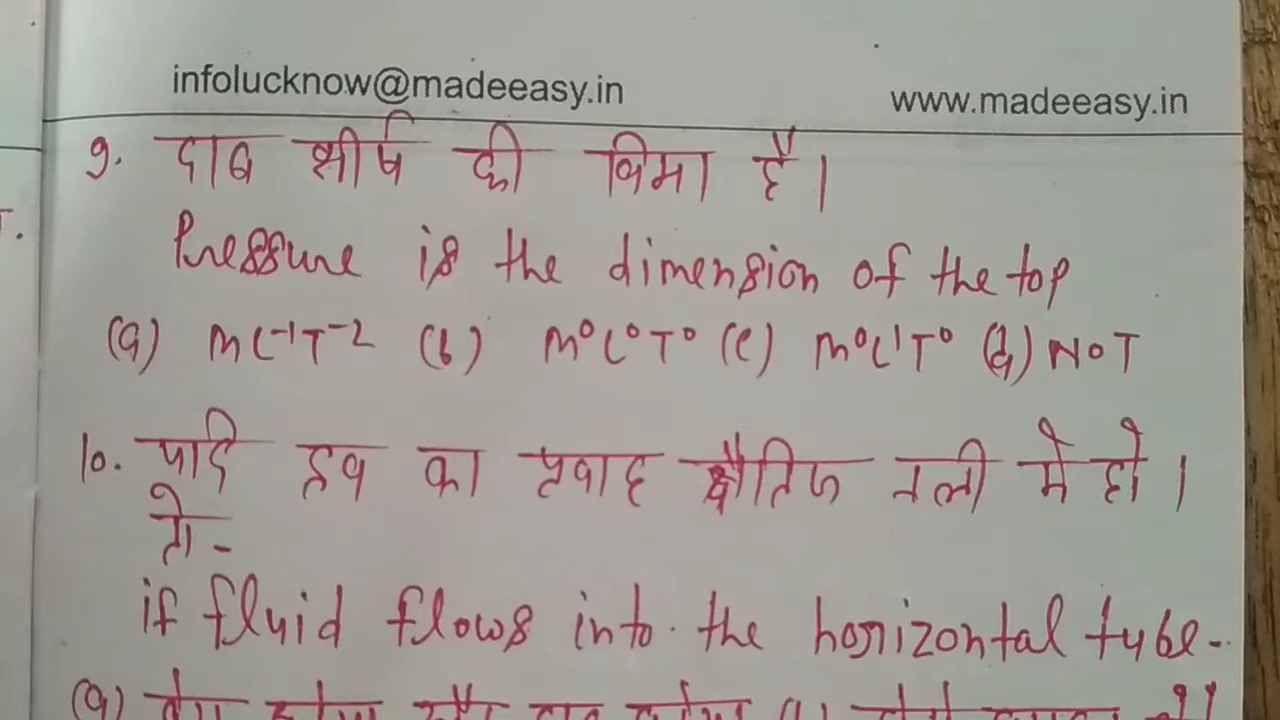 infolucknow@madeeasy.in www.madeeasy.in
9. दाब शीर्ष की विमा है।
Pressure is the dimension of the top
(a) ML⁻¹T⁻² (b) M⁰L⁰T⁰ (c) M⁰L¹T⁰ (d) NOT
10. यदि द्रव का प्रवाह क्षैतिज नली मे हो।
तो -
if fluid flows into the horizontal tube-
(a)